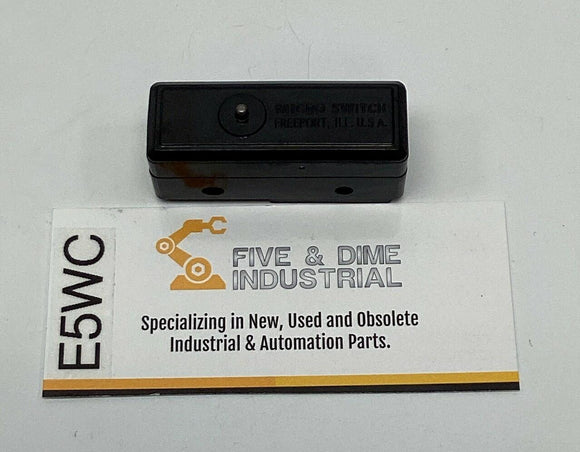 MICRO SWITCH
FREEPORT, ILL. U.S.A.
E5WC
FIVE & DIME
INDUSTRIAL
Specializing in New, Used and Obsolete
Industrial & Automation Parts.